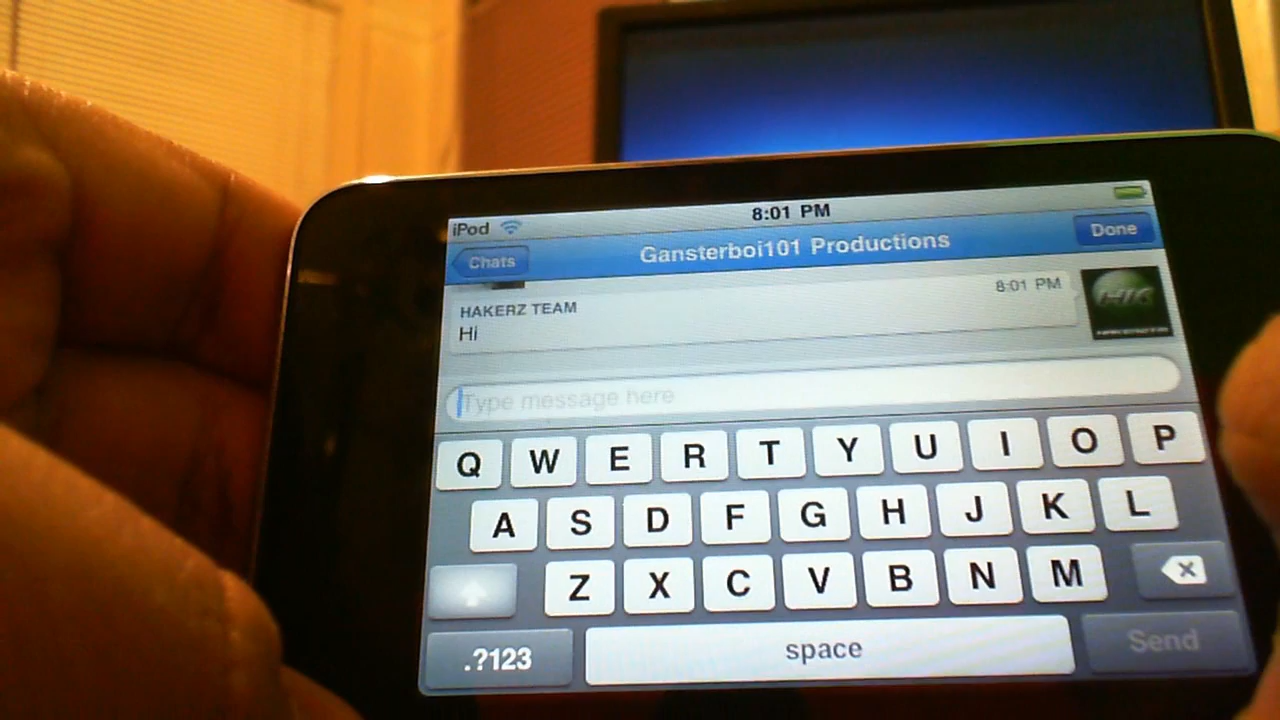 iPod 8:01 PM
Chats Gansterboi101 Productions Done
HAKERZ TEAM 8:01 PM
Hi
Type message here
Q W E R T Y U I O P
A S D F G H J K L
Z X C V B N M
.?123 space Send